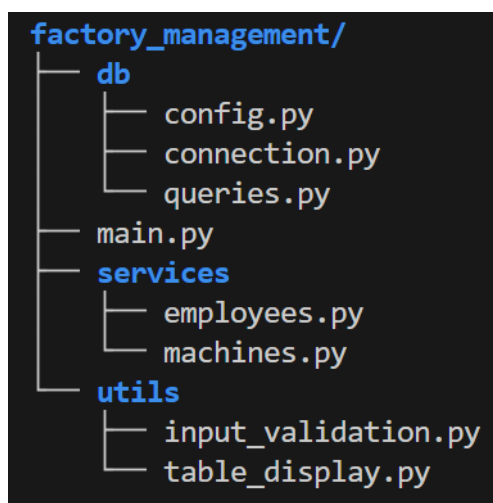 factory_management/
├── db
│   ├── config.py
│   ├── connection.py
│   └── queries.py
├── main.py
├── services
│   ├── employees.py
│   └── machines.py
└── utils
    ├── input_validation.py
    └── table_display.py